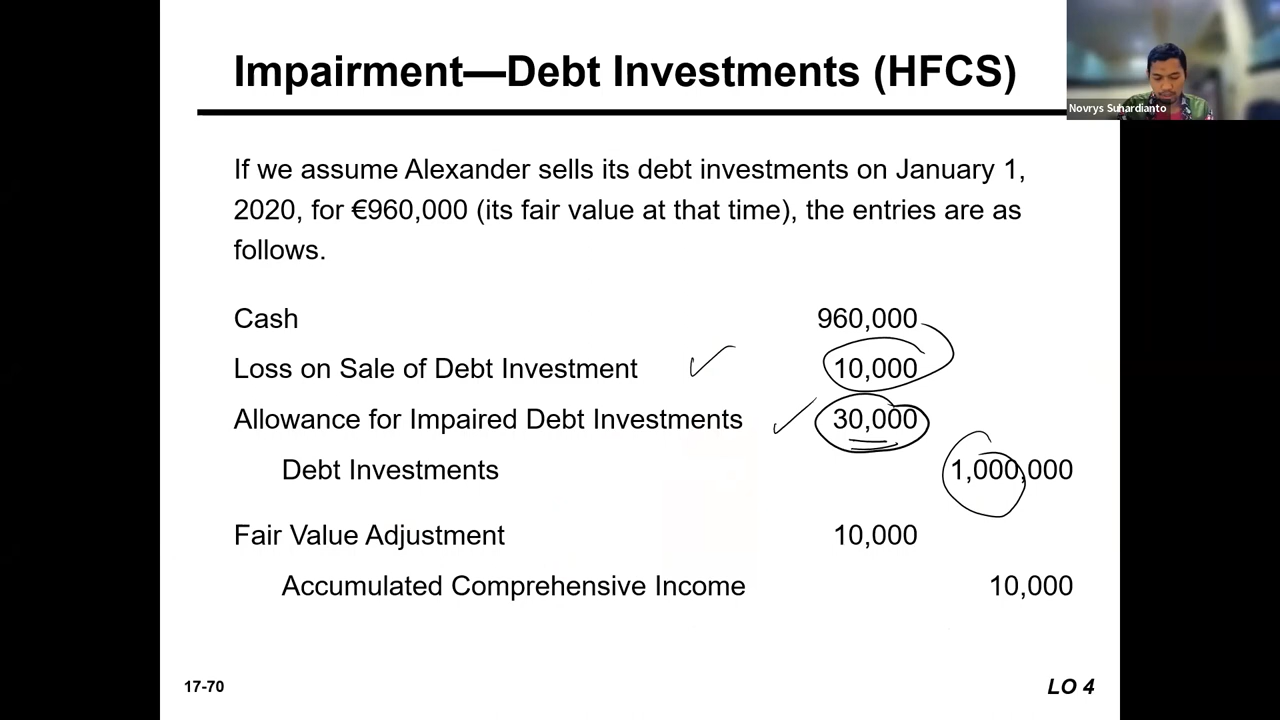 Impairment—Debt Investments (HFCS)
Novrys Suhardianto
If we assume Alexander sells its debt investments on January 1,
2020, for €960,000 (its fair value at that time), the entries are as
follows.
Cash 960,000
Loss on Sale of Debt Investment 10,000
Allowance for Impaired Debt Investments 30,000
Debt Investments 1,000,000
Fair Value Adjustment 10,000
Accumulated Comprehensive Income 10,000
17-70 LO 4